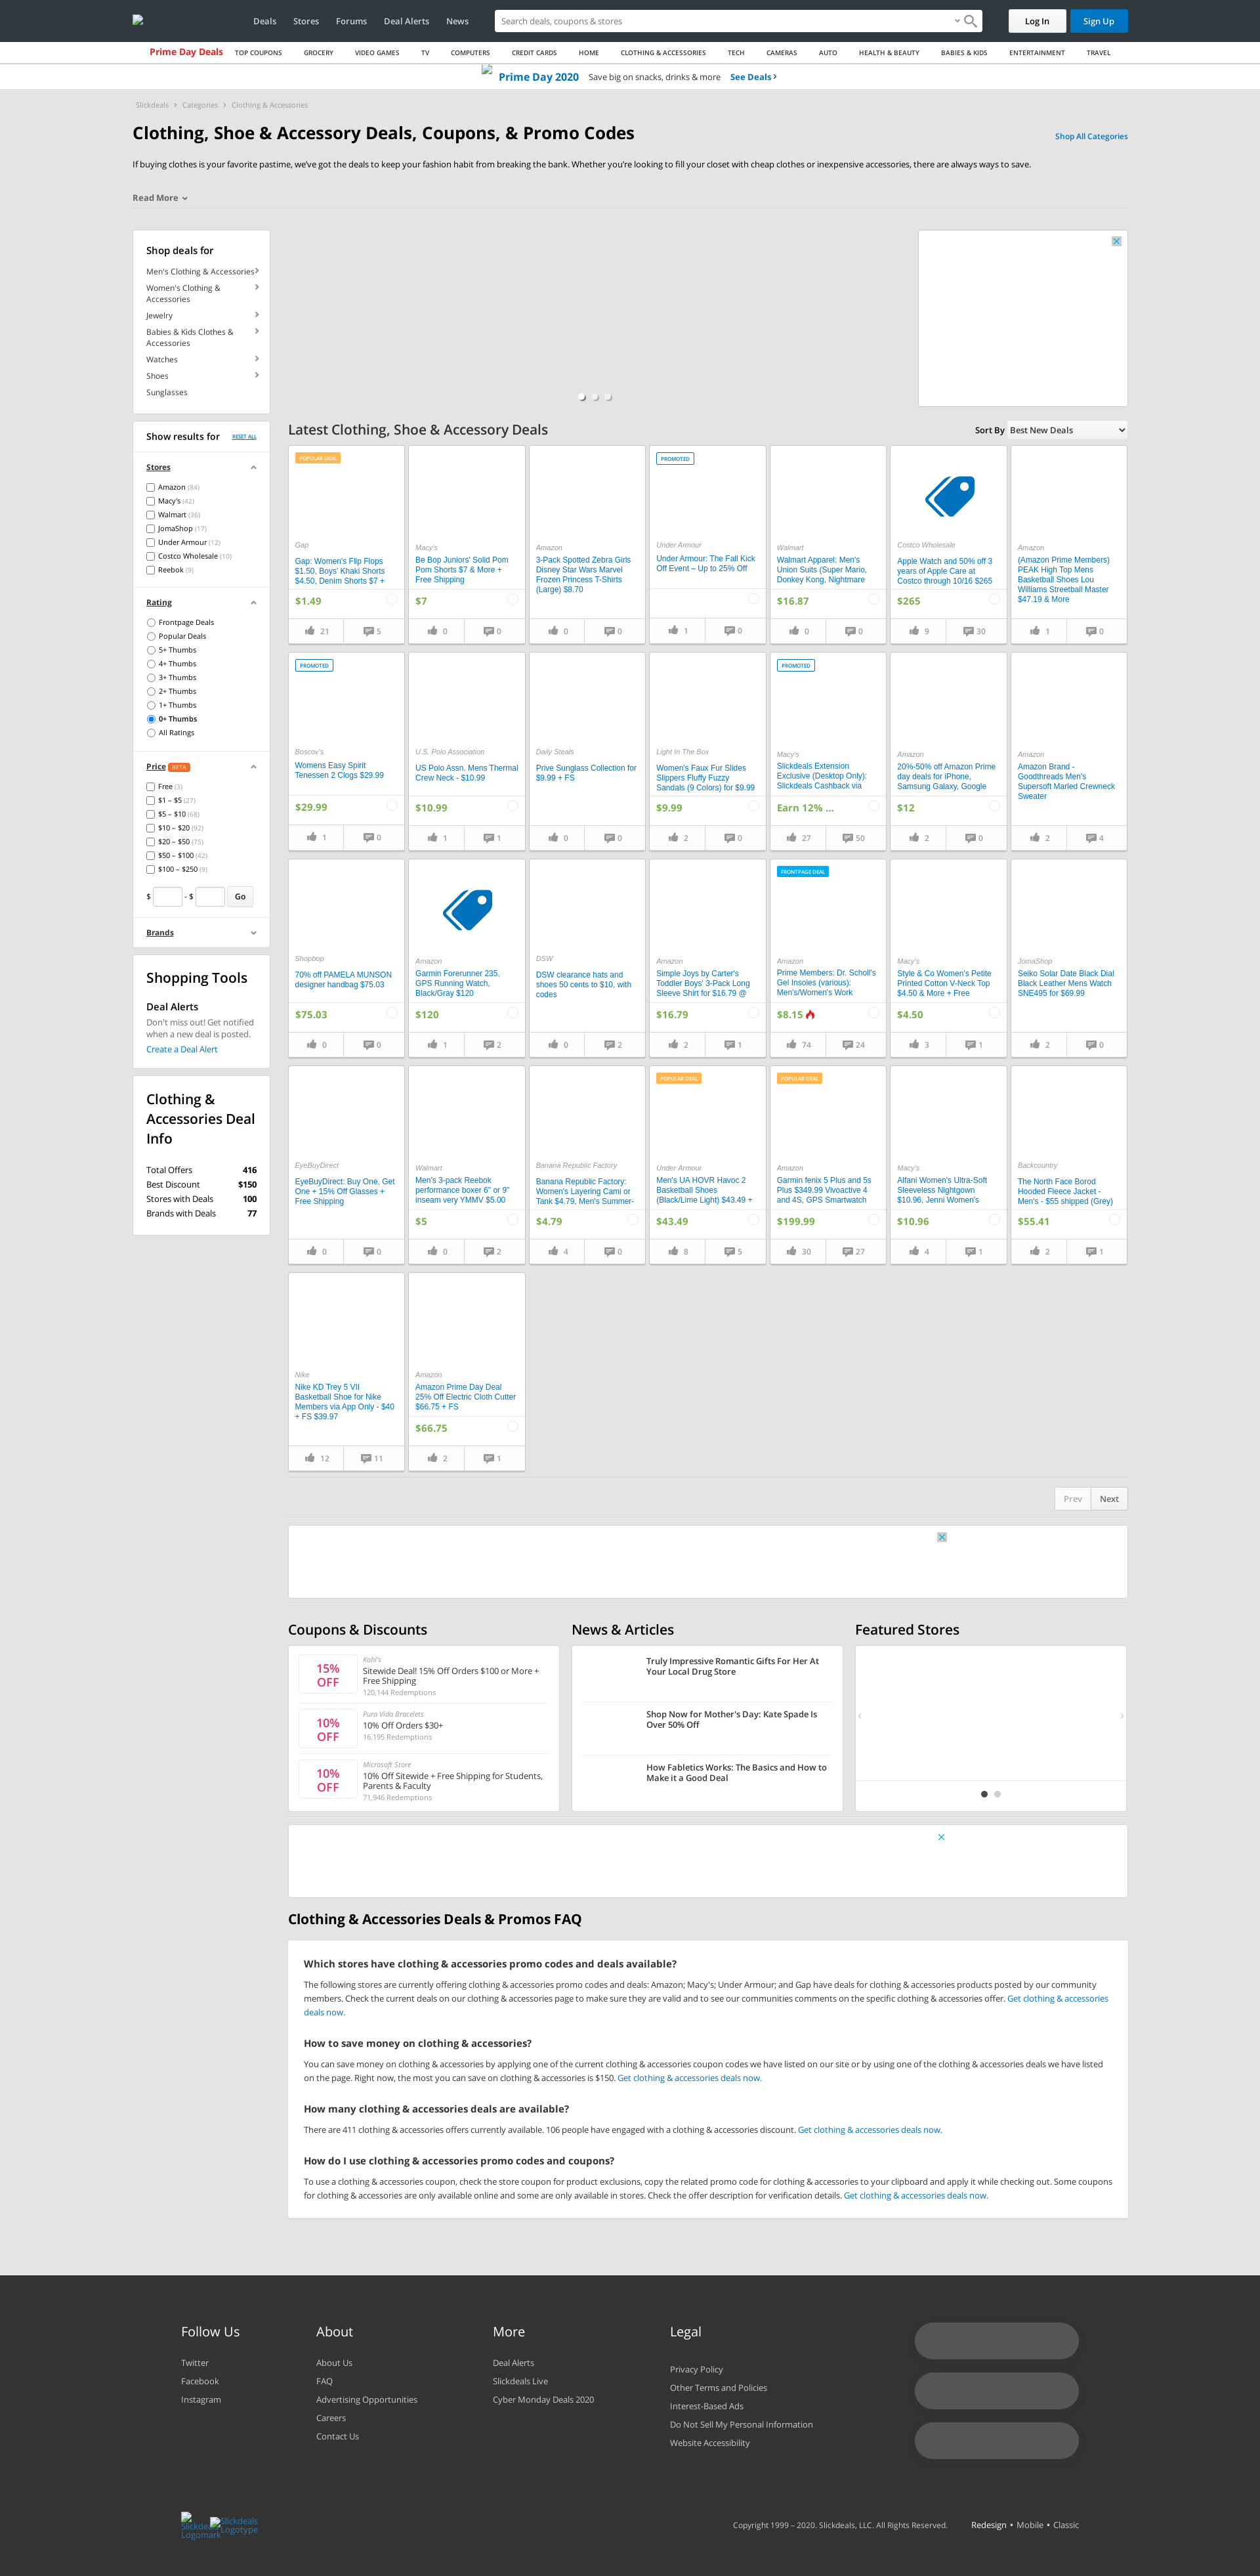 Deals Stores Forums Deal Alerts News Search deals, coupons & stores Log In Sign Up
Prime Day Deals TOP COUPONS GROCERY VIDEO GAMES TV COMPUTERS CREDIT CARDS HOME CLOTHING & ACCESSORIES TECH CAMERAS AUTO HEALTH & BEAUTY BABIES & KIDS ENTERTAINMENT TRAVEL
Prime Day 2020 Save big on snacks, drinks & more See Deals ›
Slickdeals › Categories › Clothing & Accessories
Clothing, Shoe & Accessory Deals, Coupons, & Promo Codes
Shop All Categories
If buying clothes is your favorite pastime, we've got the deals to keep your fashion habit from breaking the bank. Whether you're looking to fill your closet with cheap clothes or inexpensive accessories, there are always ways to save.
Read More
Shop deals for
Men's Clothing & Accessories
Women's Clothing &
Accessories
Jewelry
Babies & Kids Clothes &
Accessories
Watches
Shoes
Sunglasses
Show results for RESET ALL
Stores
Amazon (84)
Macy's (42)
Walmart (36)
JomaShop (17)
Under Armour (12)
Costco Wholesale (10)
Reebok (9)
Rating
Frontpage Deals
Popular Deals
5+ Thumbs
4+ Thumbs
3+ Thumbs
2+ Thumbs
1+ Thumbs
0+ Thumbs
All Ratings
Price BETA
Free (3)
$1 – $5 (27)
$5 – $10 (68)
$10 – $20 (92)
$20 – $50 (75)
$50 – $100 (42)
$100 – $250 (9)
$ - $ Go
Brands
Shopping Tools
Deal Alerts
Don't miss out! Get notified
when a new deal is posted.
Create a Deal Alert
Clothing &
Accessories Deal
Info
Total Offers 416
Best Discount $150
Stores with Deals 100
Brands with Deals 77
Latest Clothing, Shoe & Accessory Deals
Sort By Best New Deals
POPULAR DEAL
Gap
Gap: Women's Flip Flops
$1.50, Boys' Khaki Shorts
$4.50, Denim Shorts $7 +
$1.49
21 5
Macy's
Be Bop Juniors' Solid Pom
Pom Shorts $7 & More +
Free Shipping
$7
0 0
Amazon
3-Pack Spotted Zebra Girls
Disney Star Wars Marvel
Frozen Princess T-Shirts
(Large) $8.70
0 0
PROMOTED
Under Armour
Under Armour: The Fall Kick
Off Event – Up to 25% Off
1 0
Walmart
Walmart Apparel: Men's
Union Suits (Super Mario,
Donkey Kong, Nightmare
$16.87
0 0
Costco Wholesale
Apple Watch and 50% off 3
years of Apple Care at
Costco through 10/16 $265
$265
9 30
Amazon
(Amazon Prime Members)
PEAK High Top Mens
Basketball Shoes Lou
Williams Streetball Master
$47.19 & More
1 0
PROMOTED
Boscov's
Womens Easy Spirit
Tenessen 2 Clogs $29.99
$29.99
1 0
U.S. Polo Association
US Polo Assn. Mens Thermal
Crew Neck - $10.99
$10.99
1 1
Daily Steals
Prive Sunglass Collection for
$9.99 + FS
0 0
Light In The Box
Women's Faux Fur Slides
Slippers Fluffy Fuzzy
Sandals (9 Colors) for $9.99
$9.99
2 0
PROMOTED
Macy's
Slickdeals Extension
Exclusive (Desktop Only):
Slickdeals Cashback via
Earn 12% ...
27 50
Amazon
20%-50% off Amazon Prime
day deals for iPhone,
Samsung Galaxy, Google
$12
2 0
Amazon
Amazon Brand -
Goodthreads Men's
Supersoft Marled Crewneck
Sweater
2 4
Shopbop
70% off PAMELA MUNSON
designer handbag $75.03
$75.03
0 0
Amazon
Garmin Forerunner 235,
GPS Running Watch,
Black/Gray $120
$120
1 2
DSW
DSW clearance hats and
shoes 50 cents to $10, with
codes
0 2
Amazon
Simple Joys by Carter's
Toddler Boys' 3-Pack Long
Sleeve Shirt for $16.79 @
$16.79
2 1
FRONTPAGE DEAL
Amazon
Prime Members: Dr. Scholl's
Gel Insoles (various):
Men's/Women's Work
$8.15
74 24
Macy's
Style & Co Women's Petite
Printed Cotton V-Neck Top
$4.50 & More + Free
$4.50
3 1
JomaShop
Seiko Solar Date Black Dial
Black Leather Mens Watch
SNE495 for $69.99
2 0
EyeBuyDirect
EyeBuyDirect: Buy One, Get
One + 15% Off Glasses +
Free Shipping
0 0
Walmart
Men's 3-pack Reebok
performance boxer 6" or 9"
inseam very YMMV $5.00
$5
0 2
Banana Republic Factory
Banana Republic Factory:
Women's Layering Cami or
Tank $4.79, Men's Summer-
$4.79
4 0
POPULAR DEAL
Under Armour
Men's UA HOVR Havoc 2
Basketball Shoes
(Black/Lime Light) $43.49 +
$43.49
8 5
POPULAR DEAL
Amazon
Garmin fenix 5 Plus and 5s
Plus $349.99 Vivoactive 4
and 4S, GPS Smartwatch
$199.99
30 27
Macy's
Alfani Women's Ultra-Soft
Sleeveless Nightgown
$10.96, Jenni Women's
$10.96
4 1
Backcountry
The North Face Borod
Hooded Fleece Jacket -
Men's - $55 shipped (Grey)
$55.41
2 1
Nike
Nike KD Trey 5 VII
Basketball Shoe for Nike
Members via App Only - $40
+ FS $39.97
12 11
Amazon
Amazon Prime Day Deal
25% Off Electric Cloth Cutter
$66.75 + FS
$66.75
2 1
Prev Next
Coupons & Discounts
15%
OFF
Kohl's
Sitewide Deal! 15% Off Orders $100 or More +
Free Shipping
120,144 Redemptions
10%
OFF
Pura Vida Bracelets
10% Off Orders $30+
16,195 Redemptions
10%
OFF
Microsoft Store
10% Off Sitewide + Free Shipping for Students,
Parents & Faculty
71,946 Redemptions
News & Articles
Truly Impressive Romantic Gifts For Her At
Your Local Drug Store
Shop Now for Mother's Day: Kate Spade Is
Over 50% Off
How Fabletics Works: The Basics and How to
Make it a Good Deal
Featured Stores
Clothing & Accessories Deals & Promos FAQ
Which stores have clothing & accessories promo codes and deals available?
The following stores are currently offering clothing & accessories promo codes and deals: Amazon; Macy's; Under Armour; and Gap have deals for clothing & accessories products posted by our community
members. Check the current deals on our clothing & accessories page to make sure they are valid and to see our communities comments on the specific clothing & accessories offer. Get clothing & accessories
deals now.
How to save money on clothing & accessories?
You can save money on clothing & accessories by applying one of the current clothing & accessories coupon codes we have listed on our site or by using one of the clothing & accessories deals we have listed
on the page. Right now, the most you can save on clothing & accessories is $150. Get clothing & accessories deals now.
How many clothing & accessories deals are available?
There are 411 clothing & accessories offers currently available. 106 people have engaged with a clothing & accessories discount. Get clothing & accessories deals now.
How do I use clothing & accessories promo codes and coupons?
To use a clothing & accessories coupon, check the store coupon for product exclusions, copy the related promo code for clothing & accessories to your clipboard and apply it while checking out. Some coupons
for clothing & accessories are only available online and some are only available in stores. Check the offer description for verification details. Get clothing & accessories deals now.
Follow Us
Twitter
Facebook
Instagram
About
About Us
FAQ
Advertising Opportunities
Careers
Contact Us
More
Deal Alerts
Slickdeals Live
Cyber Monday Deals 2020
Legal
Privacy Policy
Other Terms and Policies
Interest-Based Ads
Do Not Sell My Personal Information
Website Accessibility
Slickdeals
Logomark
Slickdeals
Logotype
Copyright 1999 – 2020. Slickdeals, LLC. All Rights Reserved. Redesign • Mobile • Classic